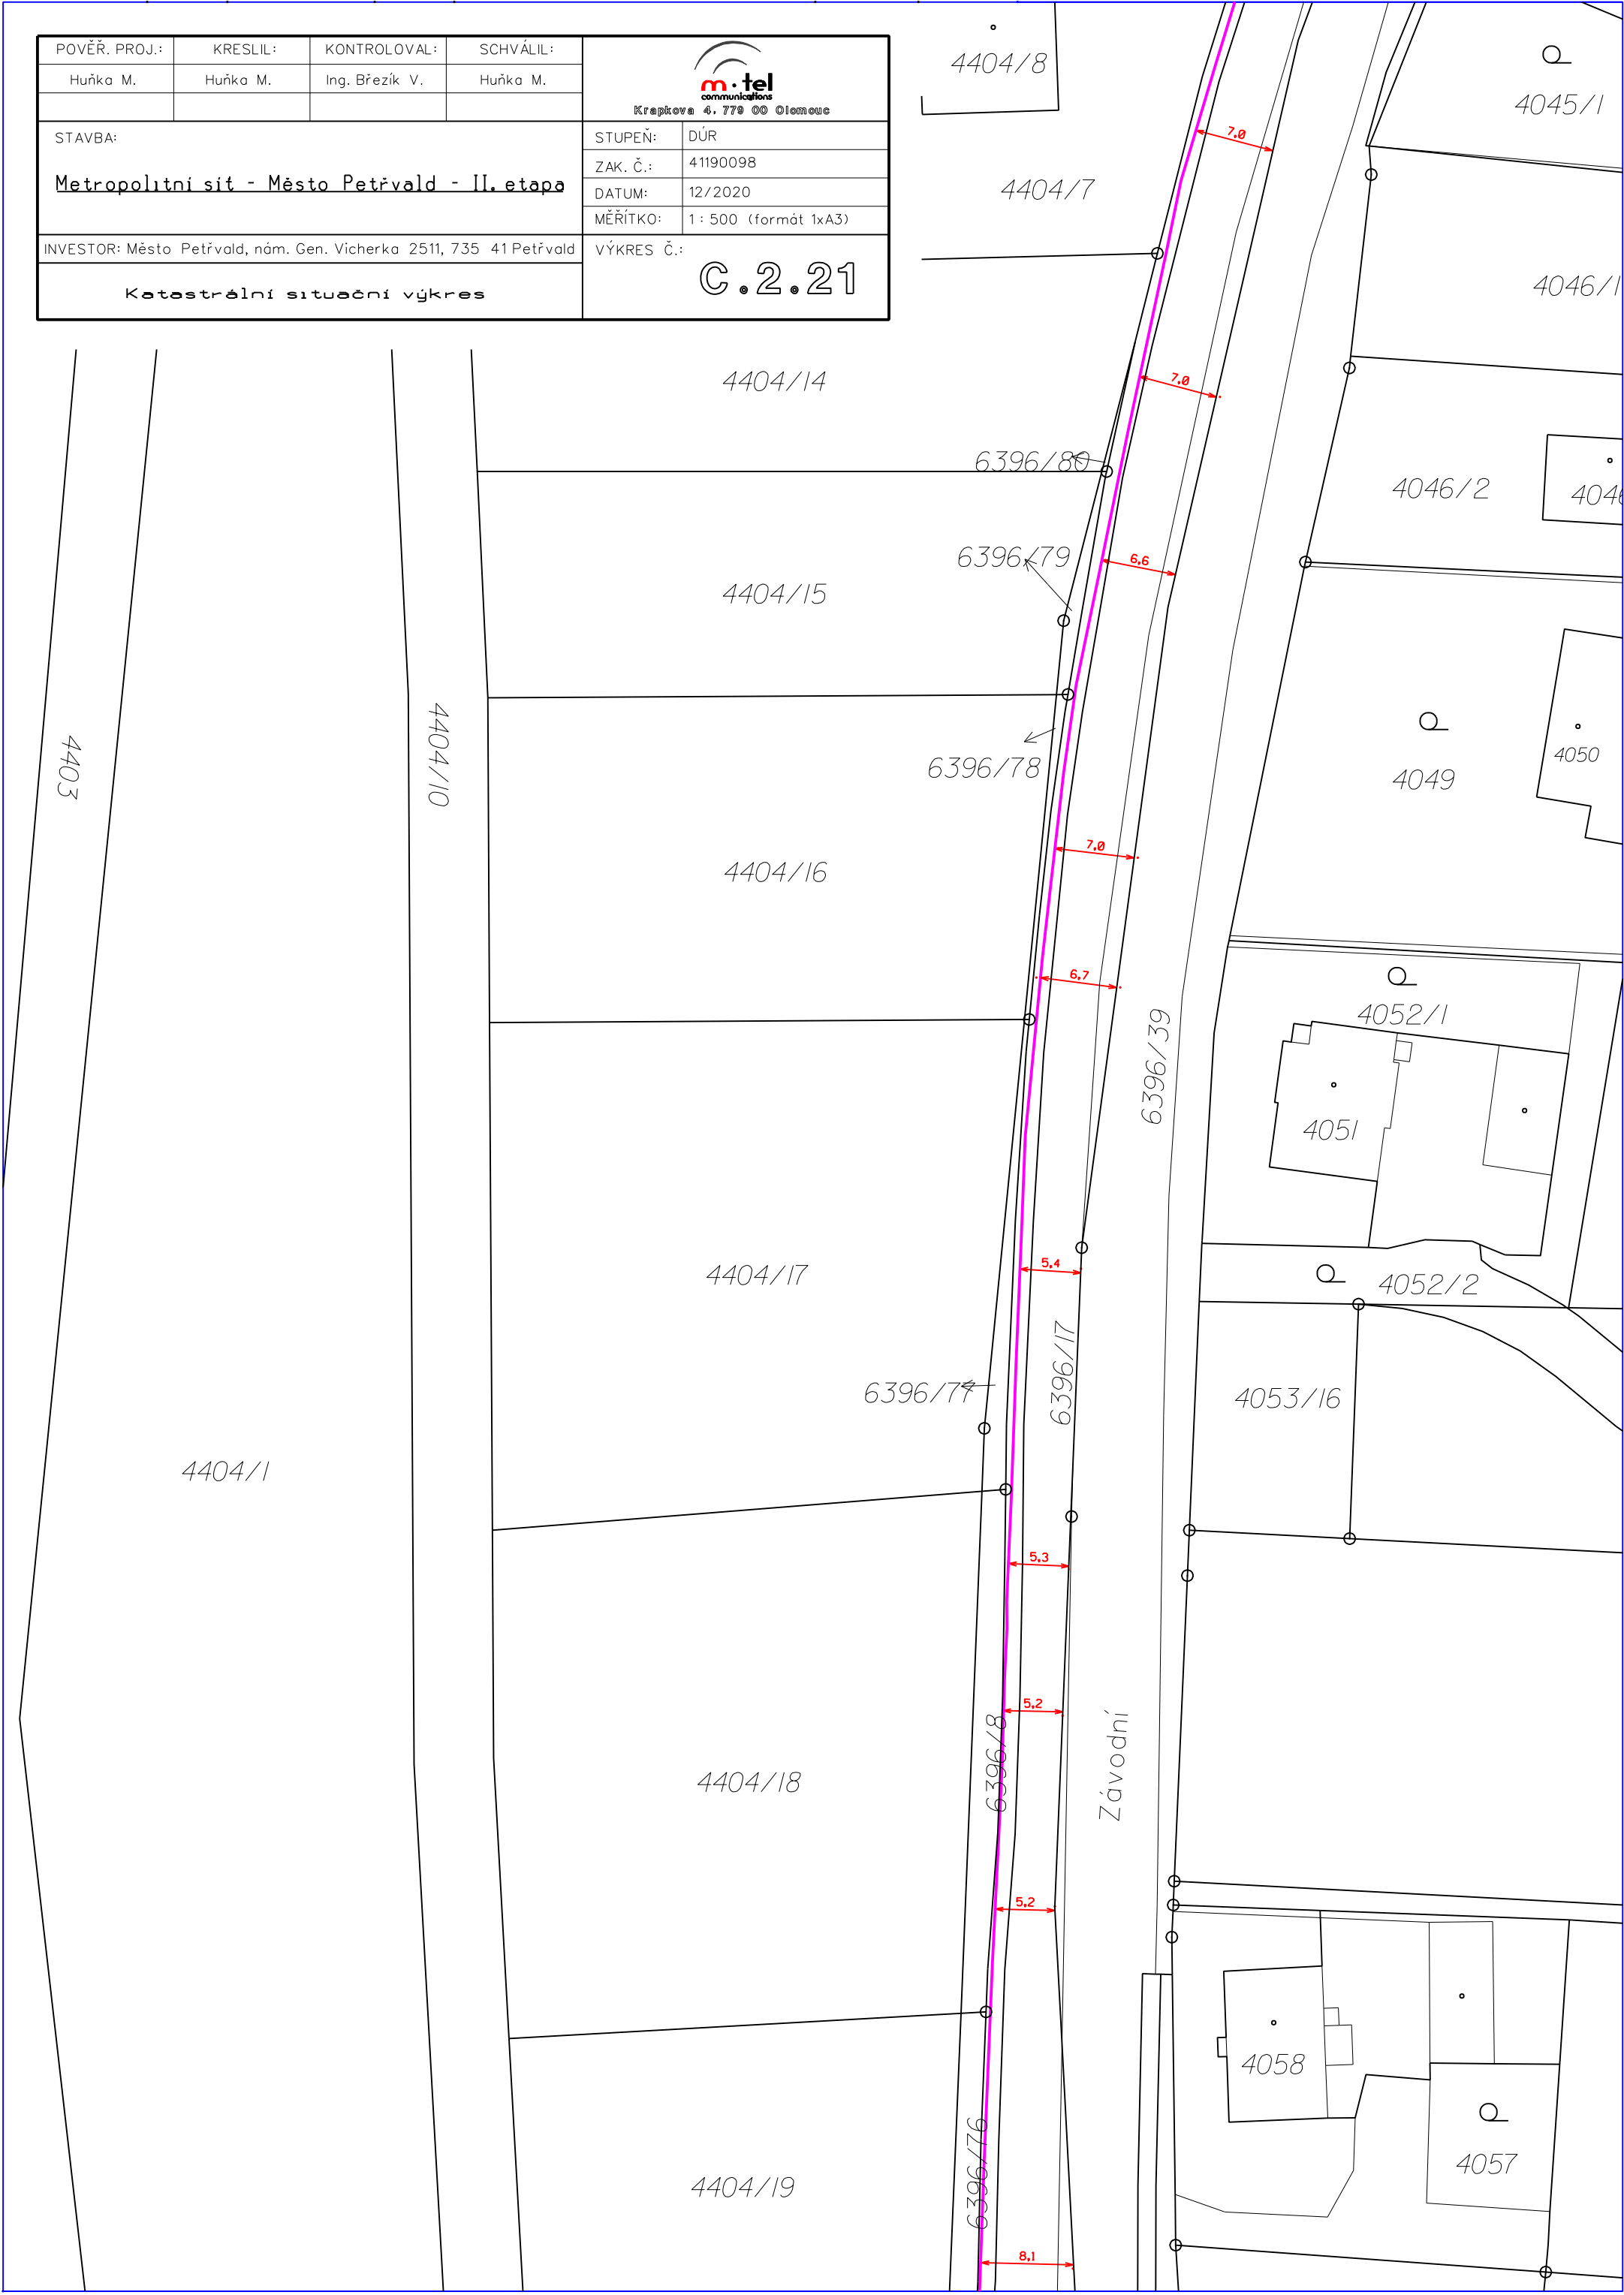 POVĚŘ. PROJ.: KRESLIL: KONTROLOVAL: SCHVÁLIL:
Huňka M. Huňka M. Ing. Březík V. Huňka M.
m·tel
communications
Krapkova 4, 779 00 Olomouc
STAVBA:
Metropolitní síť - Město Petřvald - II. etapa
STUPEŇ: DÚR
ZAK. Č.: 41190098
DATUM: 12/2020
MĚŘÍTKO: 1 : 500 (formát 1xA3)
INVESTOR: Město Petřvald, nám. Gen. Vicherka 2511, 735 41 Petřvald
Katastrální situační výkres
VÝKRES Č.:
C.2.21
4404/8
4045/1
7.0
4404/7
4046/1
4404/14
7.0
6396/80
4046/2
4046
6396/79
6.6
4404/15
4403
4404/10
6396/78
4050
4049
7.0
4404/16
6.7
4052/1
6396/39
4051
5.4
4404/17
4052/2
6396/17
6396/77
4053/16
4404/1
5.3
5.2
6396/8
Závodní
4404/18
5.2
4058
6396/76
4057
4404/19
8.1